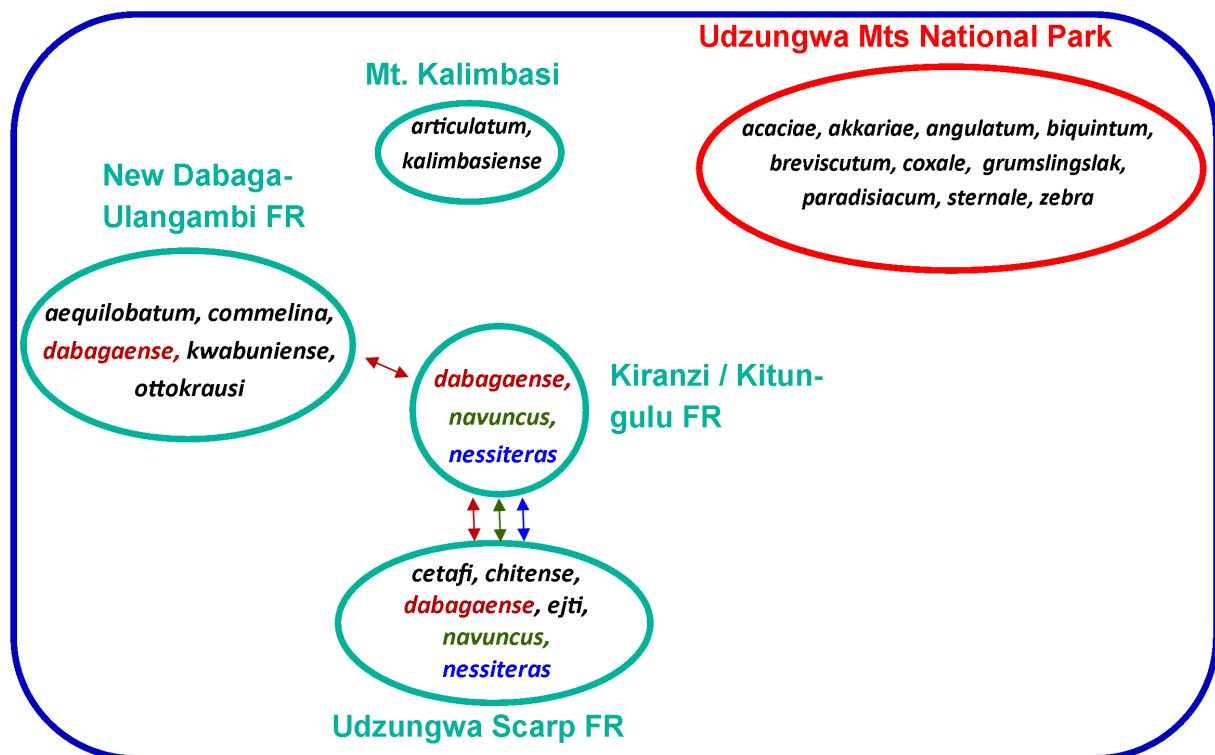 Udzungwa Mts National Park
acaciae, akkariae, angulatum, biquintum,
breviscutum, coxale, grumslingslak,
paradisiacum, sternale, zebra
Mt. Kalimbasi
articulatum,
kalimbasiense
New Dabaga-
Ulangambi FR
aequilobatum, commelina,
dabagaense, kwabuniense,
ottokrausi
Kiranzi / Kitun-
gulu FR
dabagaense,
navuncus,
nessiteras
cetafi, chitense,
dabagaense, ejti,
navuncus,
nessiteras
Udzungwa Scarp FR